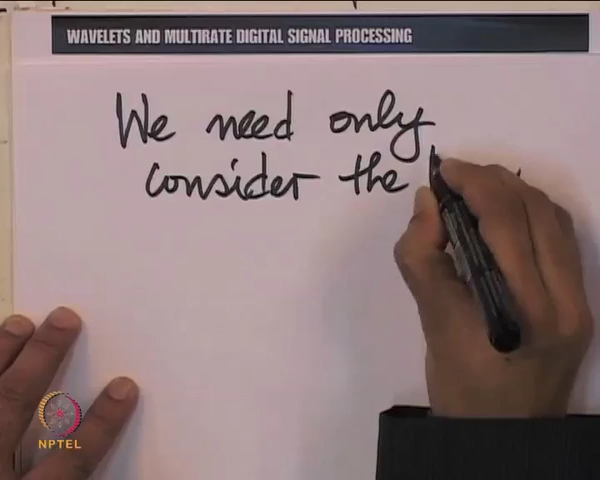 WAVELETS AND MULTIRATE DIGITAL SIGNAL PROCESSING
We need only
consider the
NPTEL